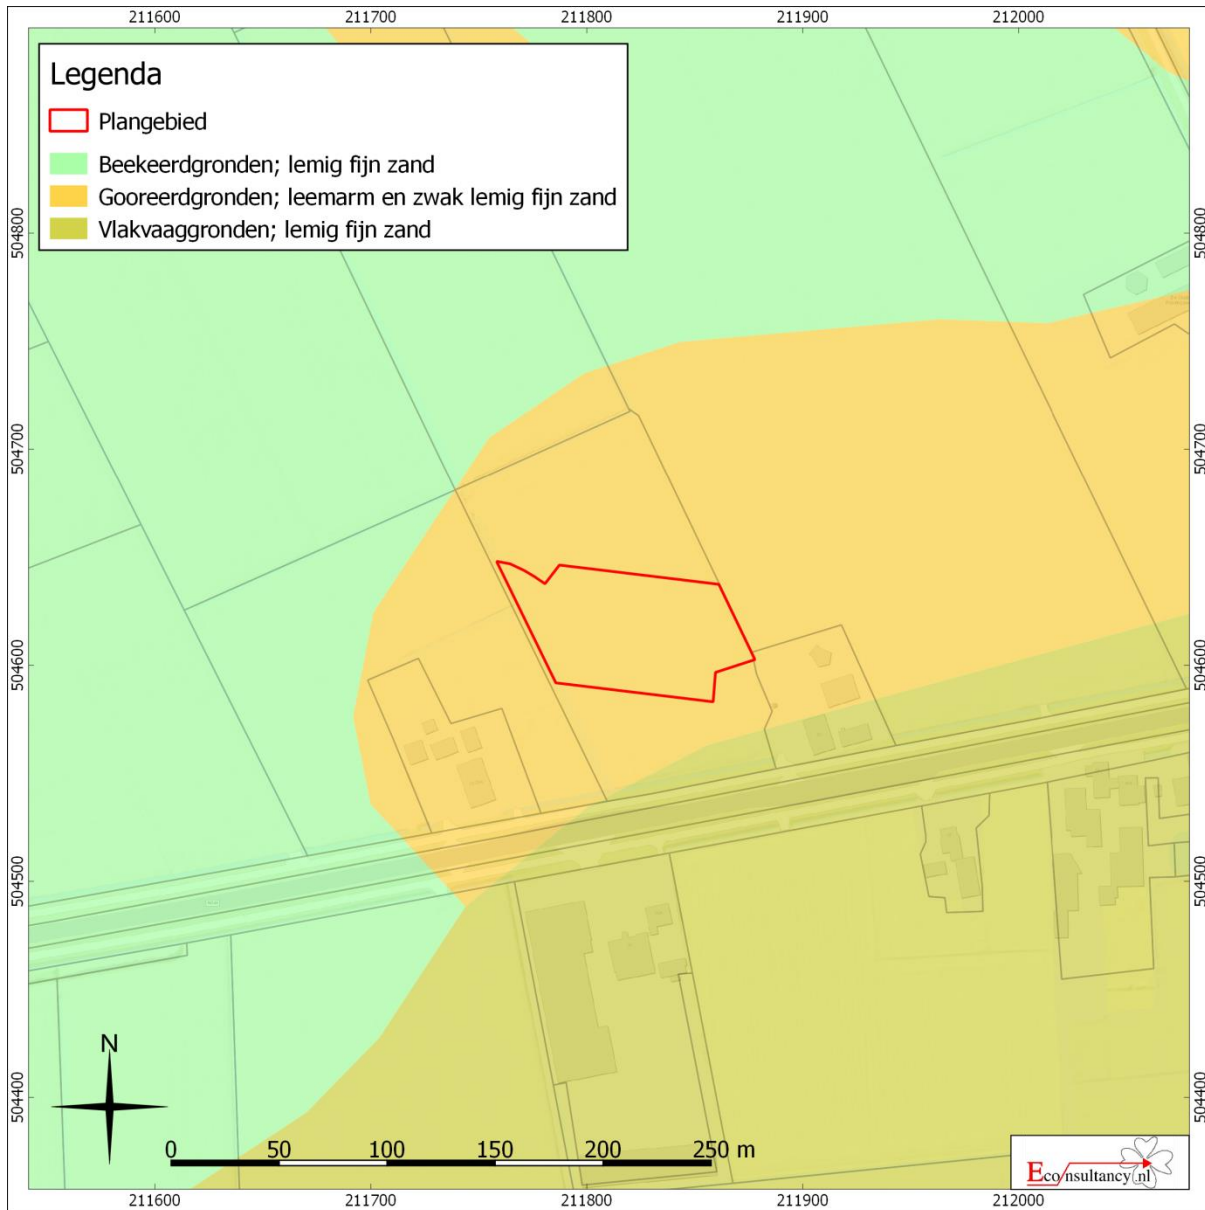 211600 211700 211800 211900 212000
Legenda
Plangebied
Beekeerdgronden; lemig fijn zand
Gooreerdgronden; leemarm en zwak lemig fijn zand
Vlakvaaggronden; lemig fijn zand
504800 504800
504700 504700
504600 504600
504500 504500
504400 504400
N
0 50 100 150 200 250 m
Econsultancy.nl
211600 211700 211800 211900 212000